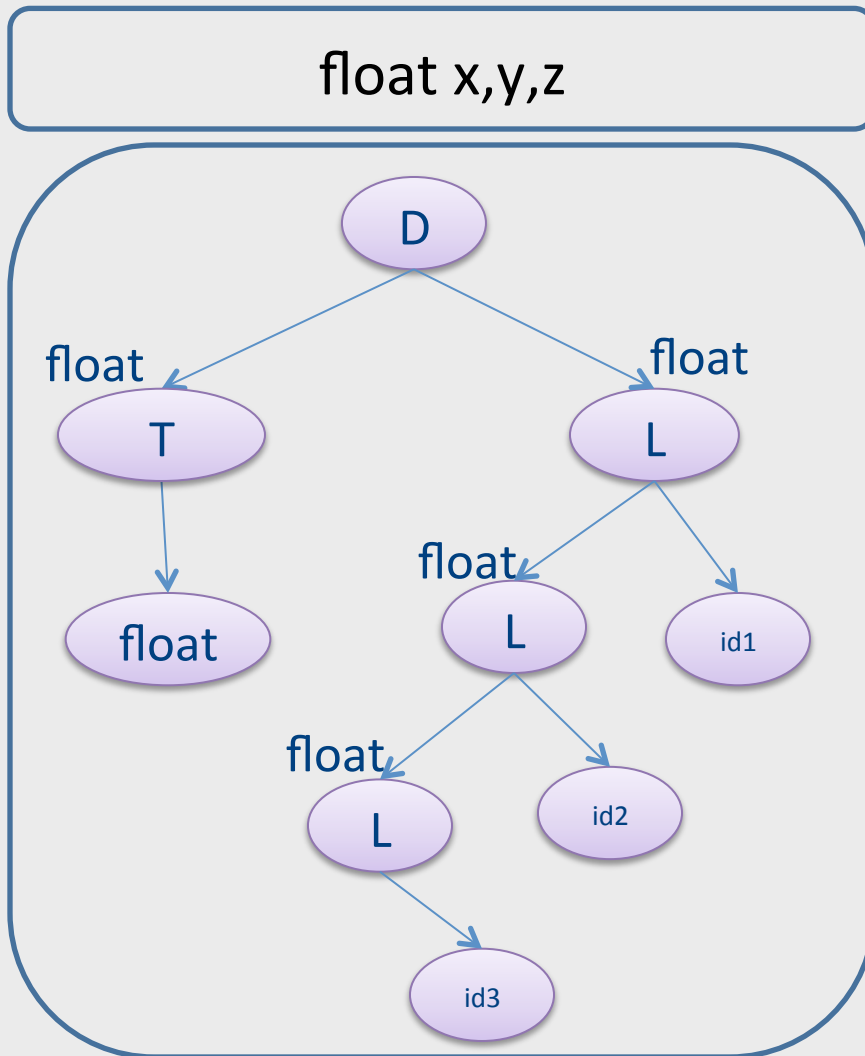 float x,y,z
D
float
float
T
L
float
float
L
id1
float
L
id2
id3